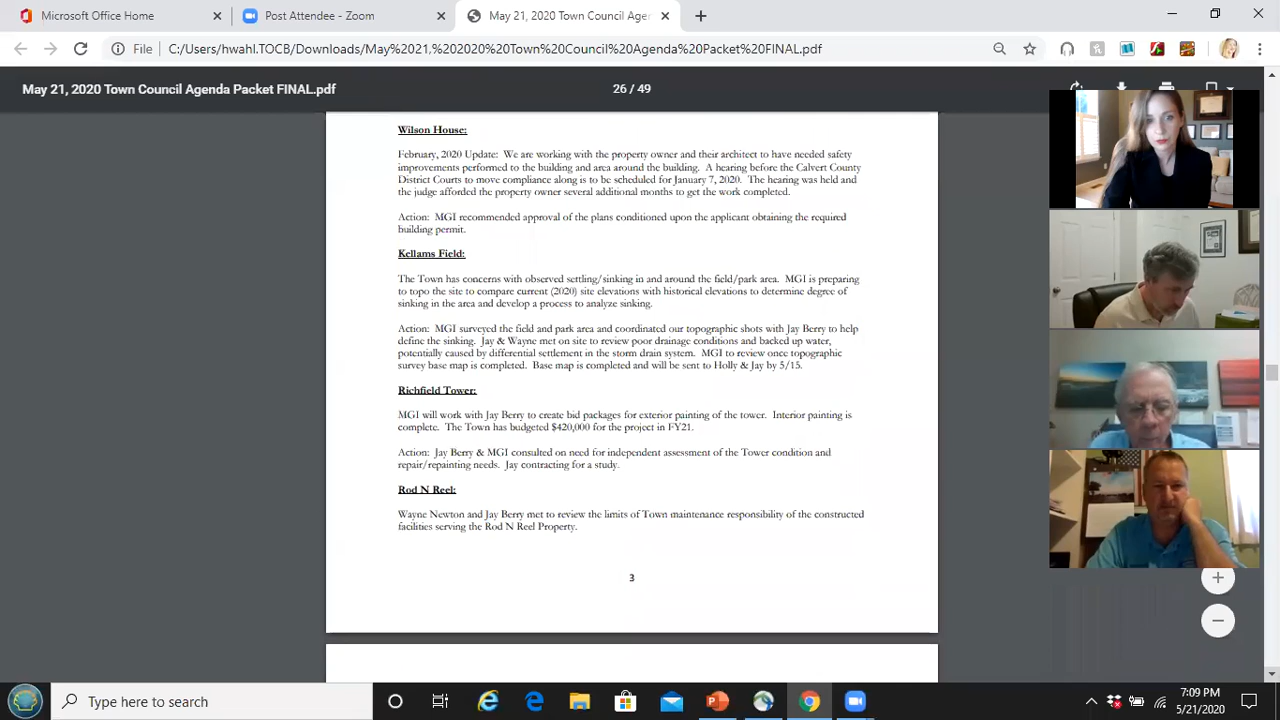 Microsoft Office Home
Post Attendee - Zoom
May 21, 2020 Town Council Agen
File
C:/Users/hwahl.TOCB/Downloads/May%2021,%202020%20Town%20Council%20Agenda%20Packet%20FINAL.pdf
May 21, 2020 Town Council Agenda Packet FINAL.pdf
26 / 49
Wilson House:
February, 2020 Update: We are working with the property owner and their architect to have needed safety
improvements performed to the building and area around the building. A hearing before the Calvert County
District Courts to move compliance along is to be scheduled for January 7, 2020. The hearing was held and
the judge afforded the property owner several additional months to get the work completed.
Action: MGI recommended approval of the plans conditioned upon the applicant obtaining the required
building permit.
Kellams Field:
The Town has concerns with observed settling/sinking in and around the field/park area. MGI is preparing
to topo the site to compare current (2020) site elevations with historical elevations to determine degree of
sinking in the area and develop a process to analyze sinking.
Action: MGI surveyed the field and park area and coordinated our topographic shots with Jay Berry to help
define the sinking. Jay & Wayne met on site to review poor drainage conditions and backed up water,
potentially caused by differential settlement in the storm drain system. MGI to review once topographic
survey base map is completed. Base map is completed and will be sent to Holly & Jay by 5/15.
Richfield Tower:
MGI will work with Jay Berry to create bid packages for exterior painting of the tower. Interior painting is
complete. The Town has budgeted $420,000 for the project in FY21.
Action: Jay Berry & MGI consulted on need for independent assessment of the Tower condition and
repair/repainting needs. Jay contracting for a study.
Rod N Reel:
Wayne Newton and Jay Berry met to review the limits of Town maintenance responsibility of the constructed
facilities serving the Rod N Reel Property.
3
Type here to search
7:09 PM
5/21/2020